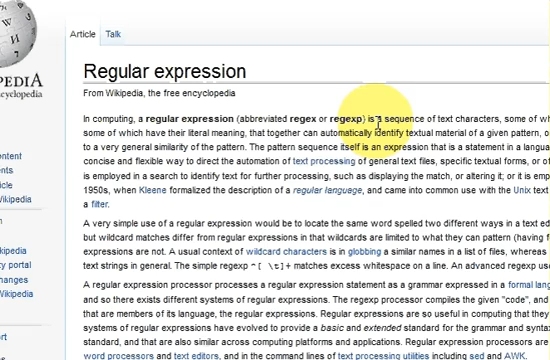 PEDIA
encyclopedia
Article Talk
Regular expression
From Wikipedia, the free encyclopedia
In computing, a regular expression (abbreviated regex or regexp) is a sequence of text characters, some of wh
some of which have their literal meaning, that together can automatically identify textual material of a given pattern, o
to a very general similarity of the pattern. The pattern sequence itself is an expression that is a statement in a langua
concise and flexible way to direct the automation of text processing of general text files, specific textual forms, or of
is employed in a search to identify text for further processing, such as displaying the match, or altering it; or it is emp
1950s, when Kleene formalized the description of a regular language, and came into common use with the Unix text
a filter.
A very simple use of a regular expression would be to locate the same word spelled two different ways in a text edi
but wildcard matches differ from regular expressions in that wildcards are limited to what they can pattern (having f
expressions are not. A usual context of wildcard characters is in globbing a similar names in a list of files, whereas
text strings in general. The simple regexp ^[ \t]+ matches excess whitespace on a line. An advanced regexp use
A regular expression processor processes a regular expression statement as a grammar expressed in a formal lang
and so there exists different systems of regular expressions. The regexp processor compiles the given "code", and
that are members of its language, the regular expressions. Regular expressions are so useful in computing that they
systems of regular expressions have evolved to provide a basic and extended standard for the grammar and syntax
standard, and that are also similar across computing platforms and applications. Regular expression processors are
word processors and text editors, and in the command lines of text processing utilities including sed and AWK.
ontent
ents
icle
Wikipedia
n
kipedia
ty portal
hanges
Wikipedia
rt